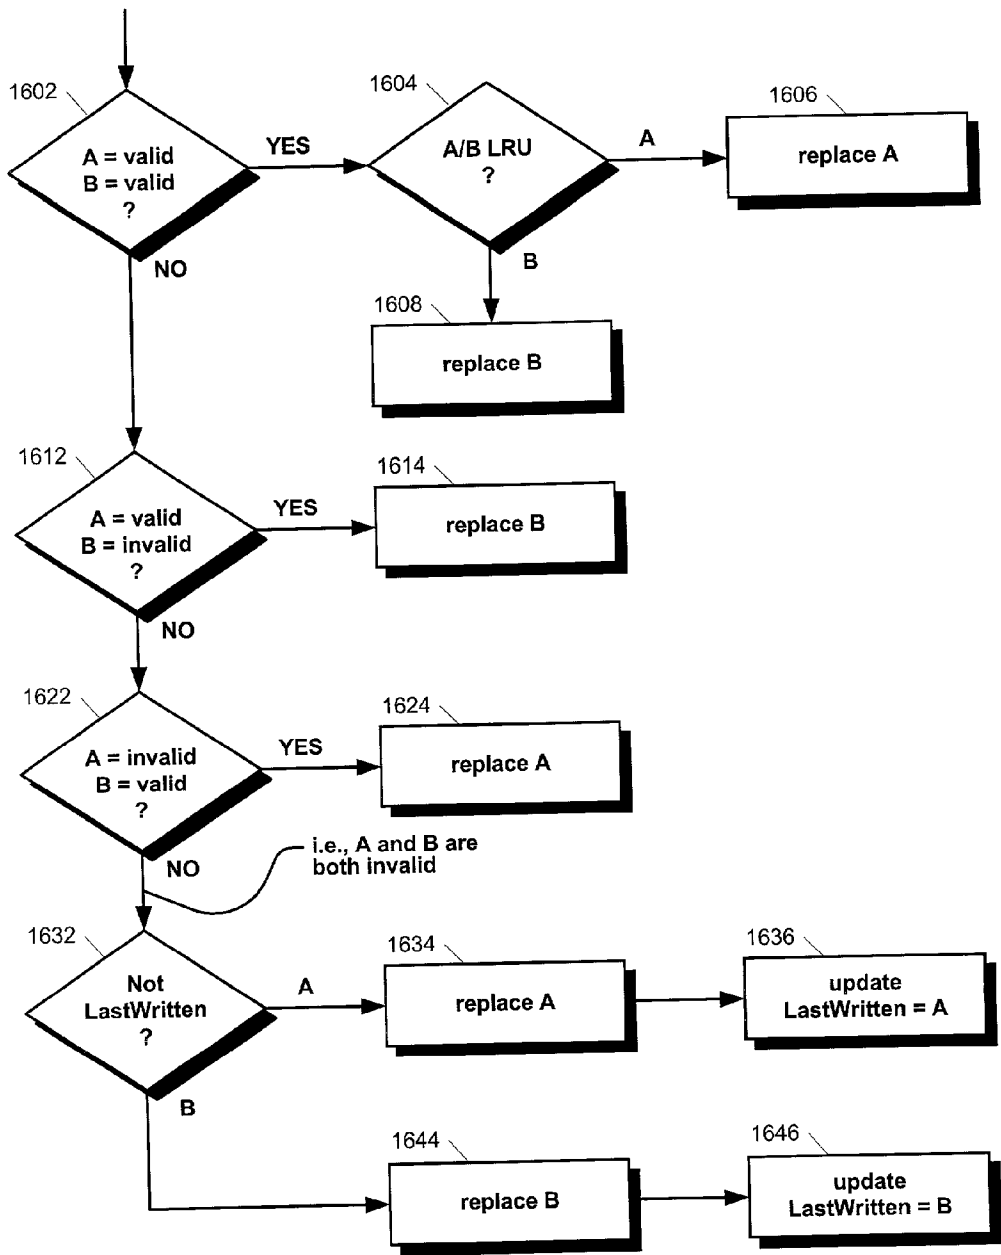 1602
A = valid
B = valid
?
YES
NO
1604
A/B LRU
?
A
B
1606
replace A
1608
replace B
1612
A = valid
B = invalid
?
YES
NO
1614
replace B
1622
A = invalid
B = valid
?
YES
NO
1624
replace A
i.e., A and B are
both invalid
1632
Not
LastWritten
?
A
B
1634
replace A
1636
update
LastWritten = A
1644
replace B
1646
update
LastWritten = B